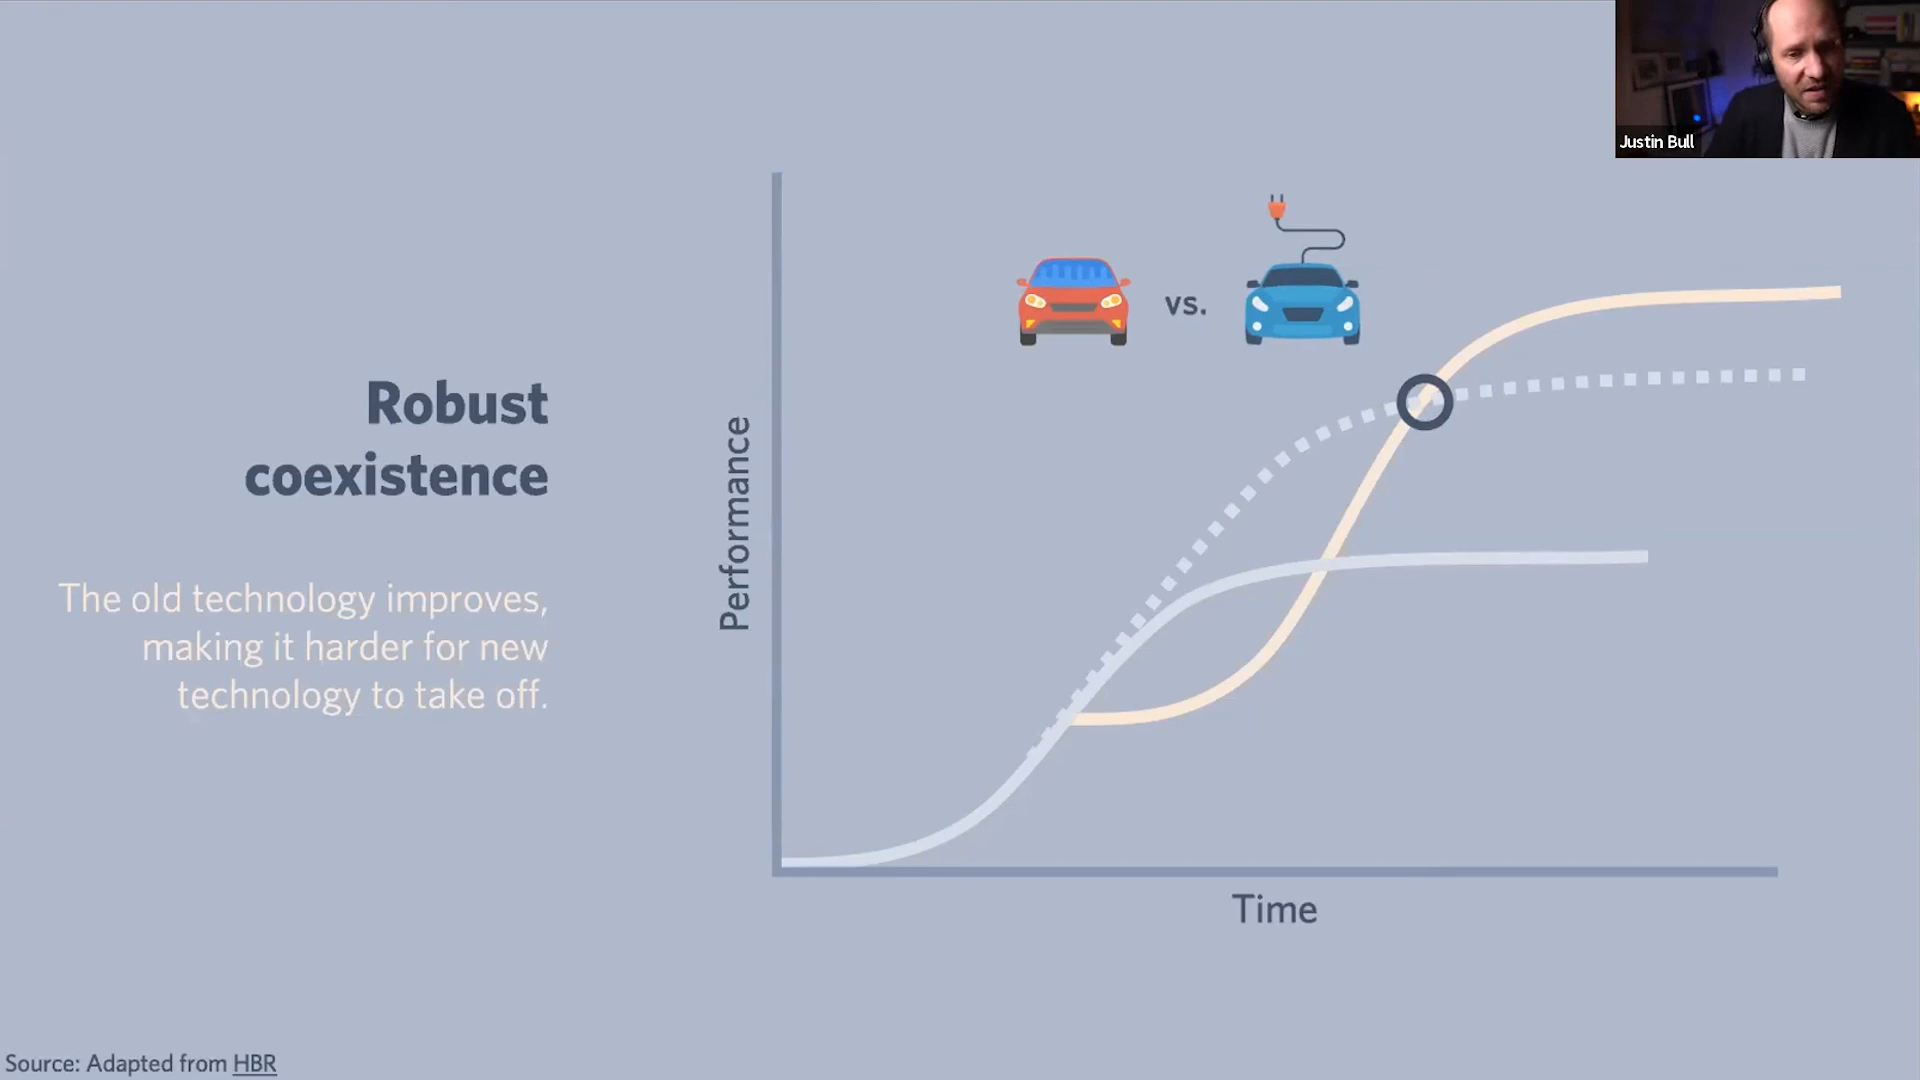 Justin Bull
vs.
Robust
coexistence
The old technology improves,
making it harder for new
technology to take off.
Performance
Time
Source: Adapted from HBR